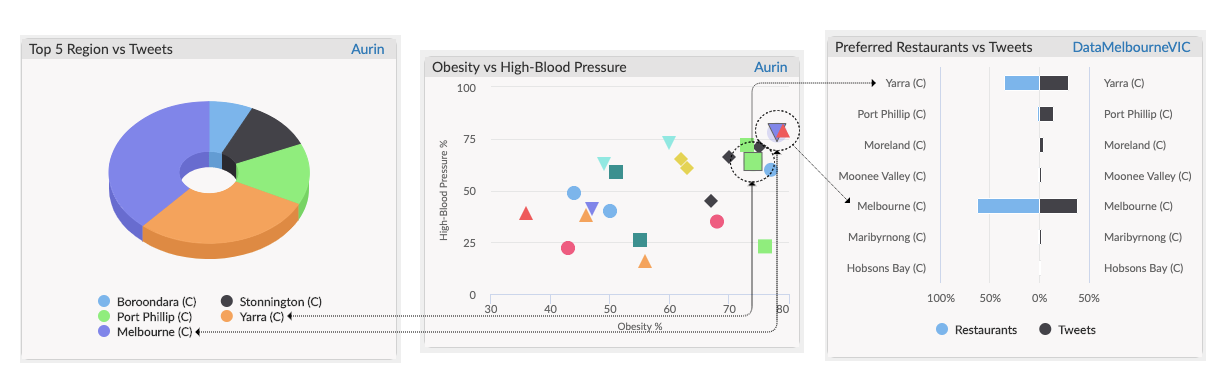 Top 5 Region vs Tweets Aurin
Boroondara (C) Stonnington (C)
Port Phillip (C) Yarra (C)
Melbourne (C)
Obesity vs High-Blood Pressure Aurin
High-Blood Pressure %
100
75
50
25
0
30 40 50 60 70 80
Obesity %
Preferred Restaurants vs Tweets DataMelbourneVIC
Yarra (C) Yarra (C)
Port Phillip (C) Port Phillip (C)
Moreland (C) Moreland (C)
Moonee Valley (C) Moonee Valley (C)
Melbourne (C) Melbourne (C)
Maribyrnong (C) Maribyrnong (C)
Hobsons Bay (C) Hobsons Bay (C)
100% 50% 0% 50%
Restaurants Tweets